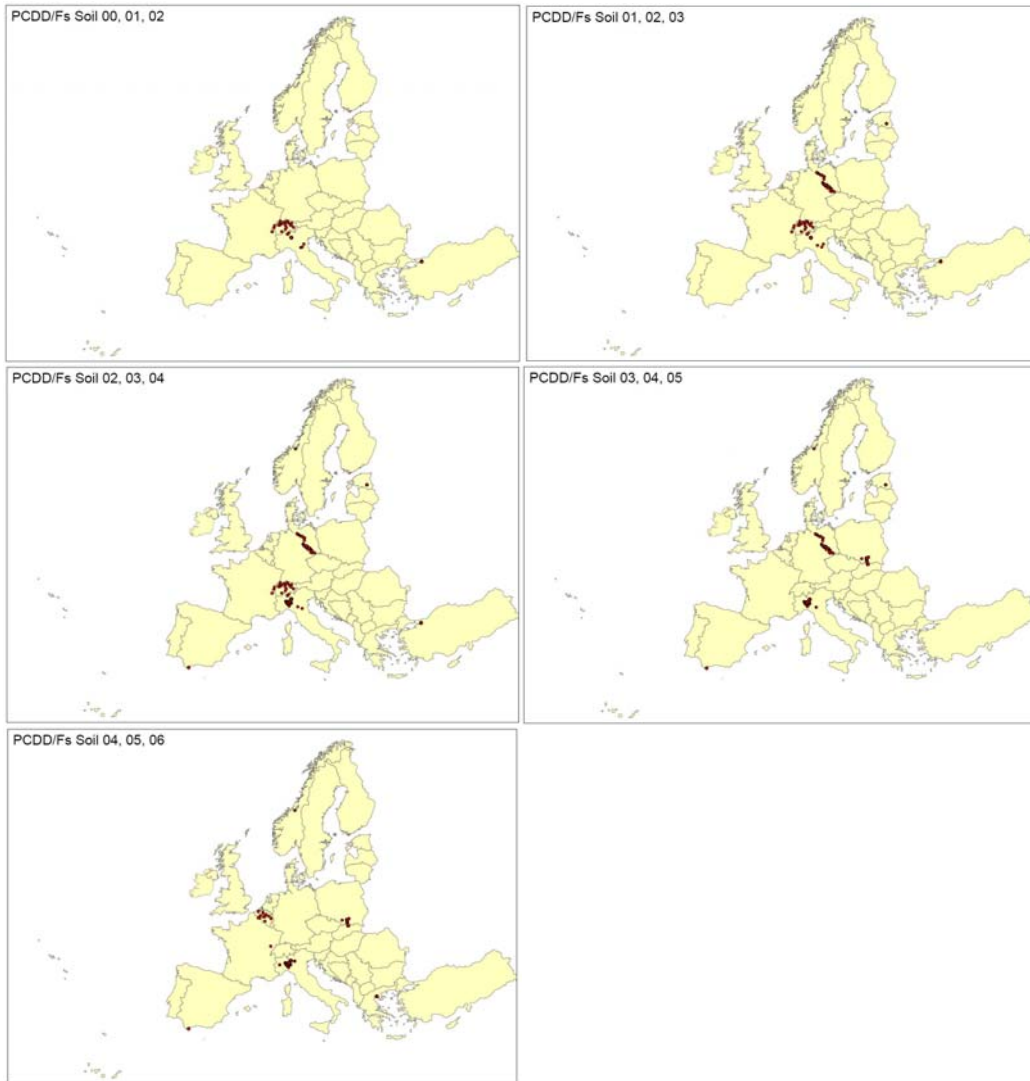 PCDD/Fs Soil 00, 01, 02
PCDD/Fs Soil 01, 02, 03
PCDD/Fs Soil 02, 03, 04
PCDD/Fs Soil 03, 04, 05
PCDD/Fs Soil 04, 05, 06